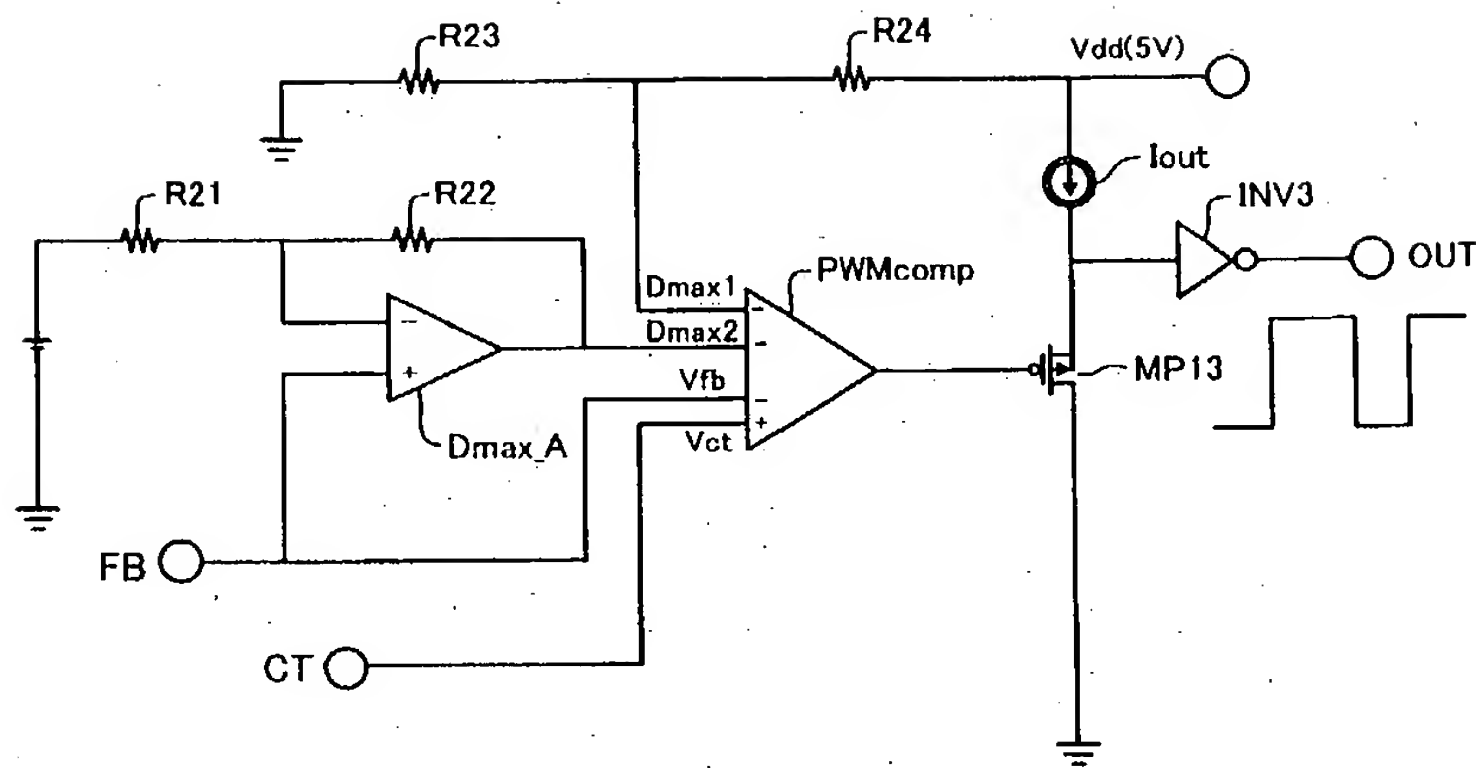 R23
R24
Vdd(5V)
Iout
R21
R22
INV3
OUT
Dmax1
PWMcomp
Dmax2
Vfb
MP13
Vct
Dmax_A
FB
CT